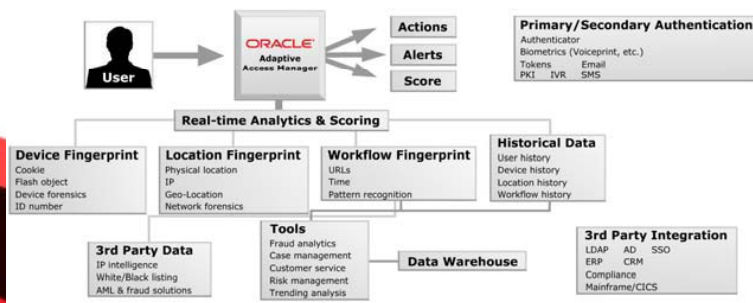 User
ORACLE
Adaptive
Access Manager
Actions
Alerts
Score
Primary/Secondary Authentication
Authenticator
Biometrics (Voiceprint, etc.)
Tokens Email
PKI IVR SMS
Real-time Analytics & Scoring
Device Fingerprint
Cookie
Flash object
Device forensics
ID number
Location Fingerprint
Physical location
IP
Geo-Location
Network forensics
Workflow Fingerprint
URLs
Time
Pattern recognition
Historical Data
User history
Device history
Location history
Workflow history
3rd Party Data
IP intelligence
White/Black listing
AML & fraud solutions
Tools
Fraud analytics
Case management
Customer service
Risk management
Trending analysis
Data Warehouse
3rd Party Integration
LDAP AD SSO
ERP CRM
Compliance
Mainframe/CICS